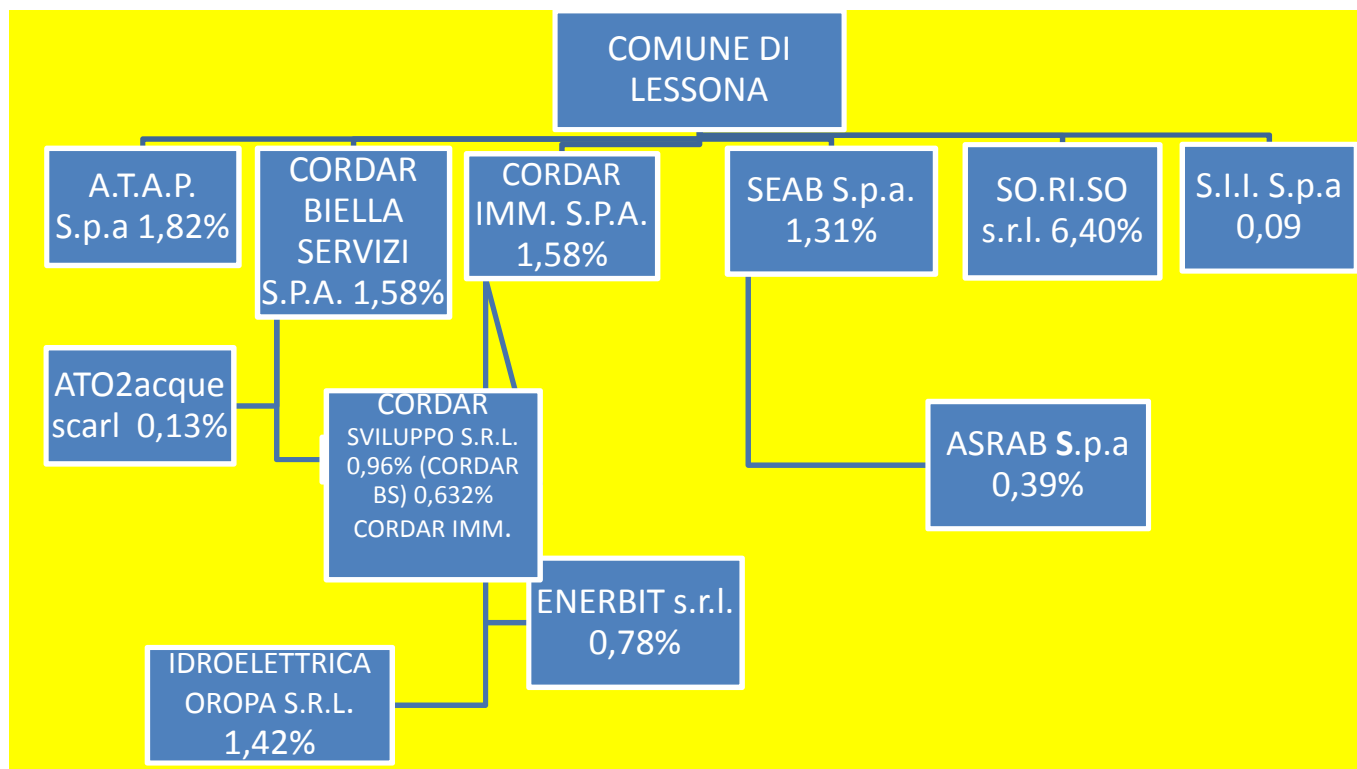 COMUNE DI
LESSONA
A.T.A.P.
S.p.a 1,82%
CORDAR
BIELLA
SERVIZI
S.P.A. 1,58%
CORDAR
IMM. S.P.A.
1,58%
SEAB S.p.a.
1,31%
SO.RI.SO
s.r.l. 6,40%
S.I.I. S.p.a
0,09
ATO2acque
scarl 0,13%
CORDAR
SVILUPPO S.R.L.
0,96% (CORDAR
BS) 0,632%
CORDAR IMM.
ASRAB S.p.a
0,39%
ENERBIT s.r.l.
0,78%
IDROELETTRICA
OROPA S.R.L.
1,42%